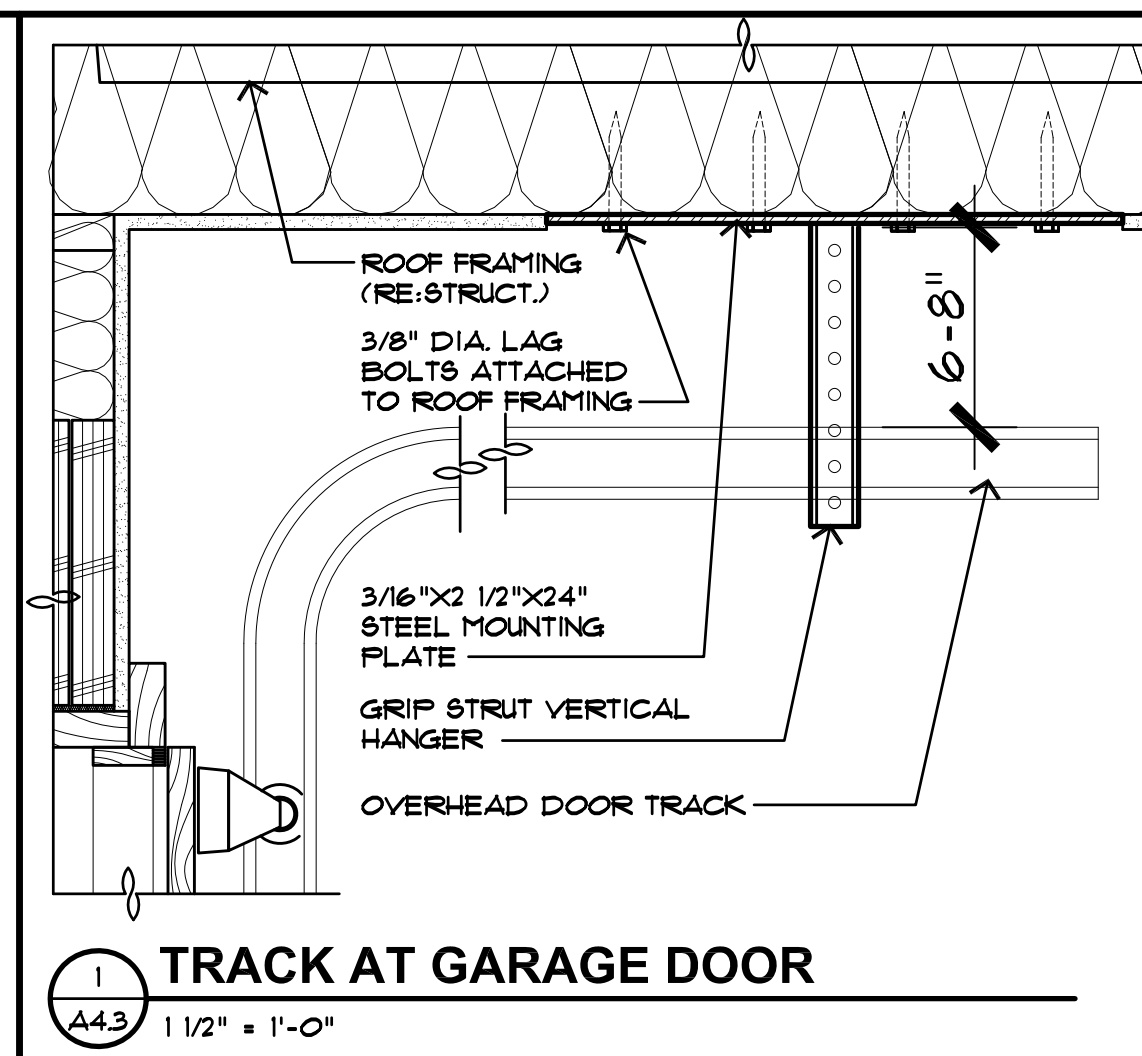 ROOF FRAMING
(RE:STRUCT.)
3/8" DIA. LAG
BOLTS ATTACHED
TO ROOF FRAMING
6-8"
3/16"X2 1/2"X24"
STEEL MOUNTING
PLATE
GRIP STRUT VERTICAL
HANGER
OVERHEAD DOOR TRACK
1
A4.3
TRACK AT GARAGE DOOR
1 1/2" = 1'-0"